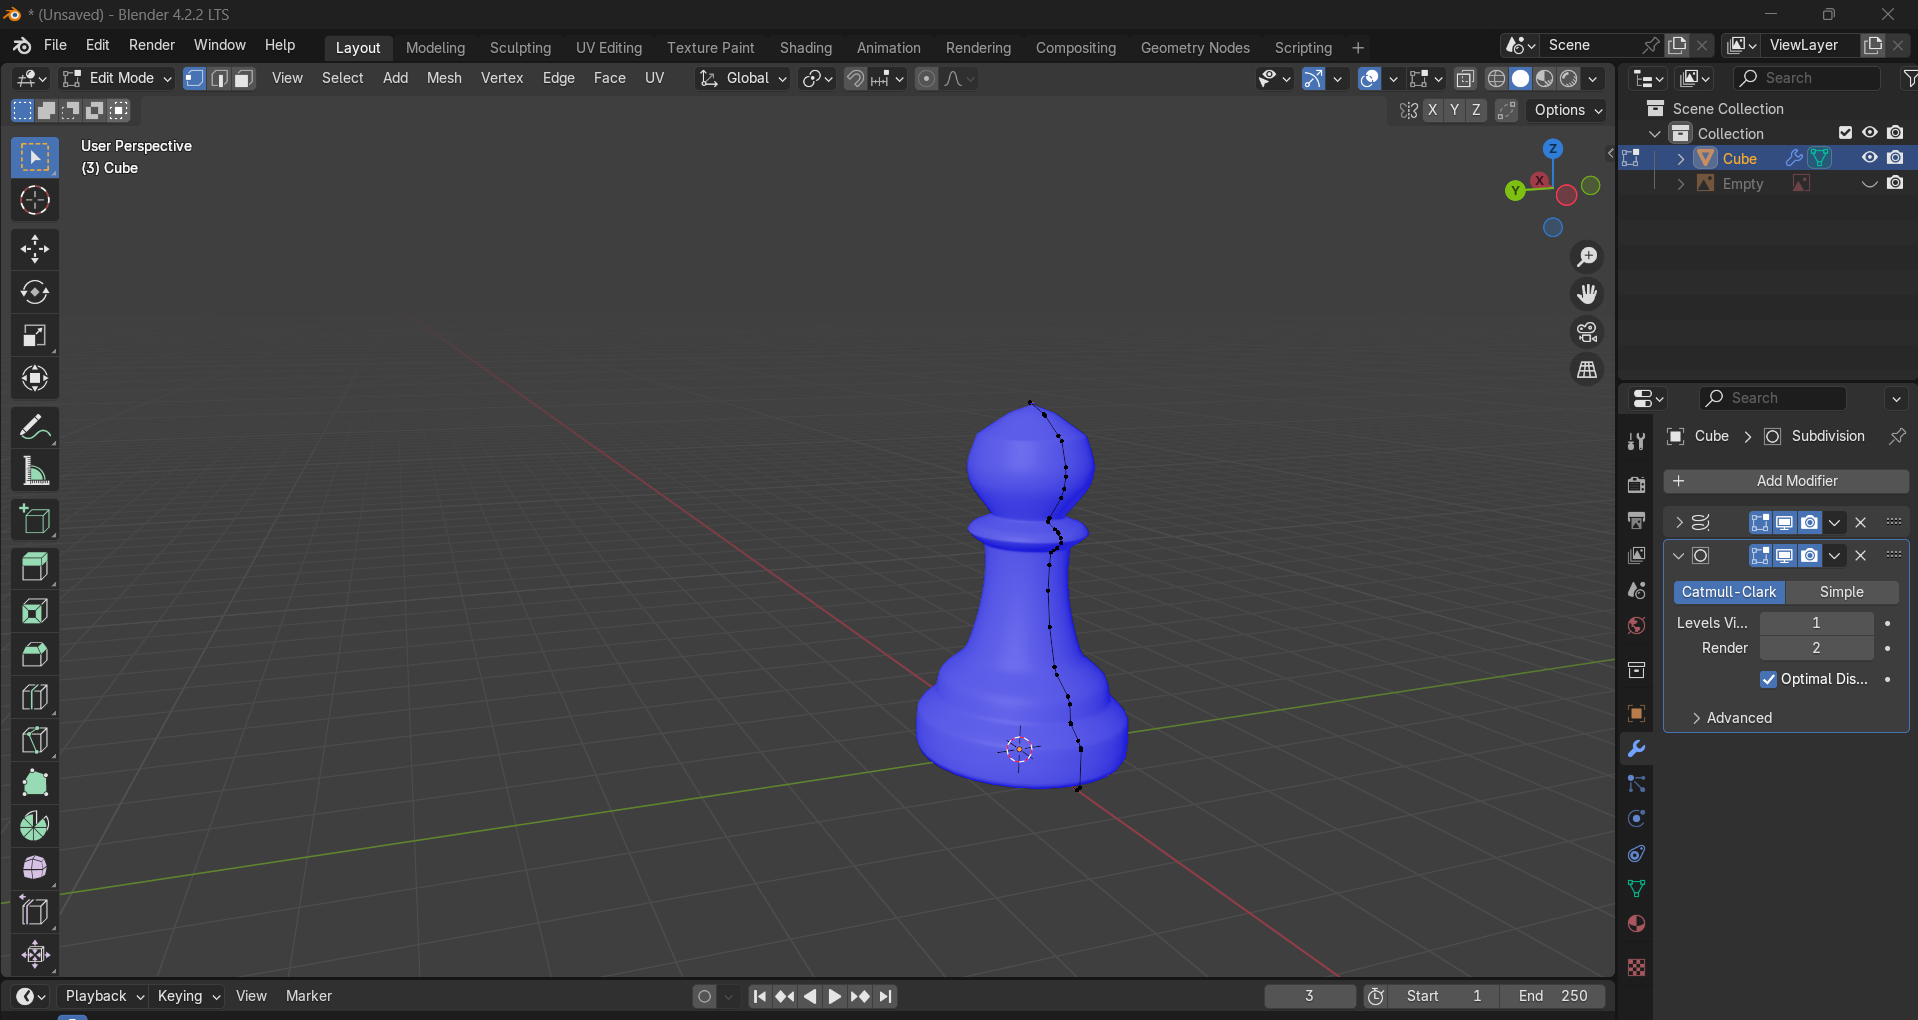 * (Unsaved) - Blender 4.2.2 LTS
File Edit Render Window Help Layout Modeling Sculpting UV Editing Texture Paint Shading Animation Rendering Compositing Geometry Nodes Scripting + Scene ViewLayer
Edit Mode View Select Add Mesh Vertex Edge Face UV Global Search
X Y Z Options
Scene Collection
Collection
Cube
Empty
User Perspective
(3) Cube
Z
Y X
Search
Cube > Subdivision
+ Add Modifier
Catmull-Clark Simple
Levels Vi... 1
Render 2
Optimal Dis...
Advanced
Playback Keying View Marker 3 Start 1 End 250